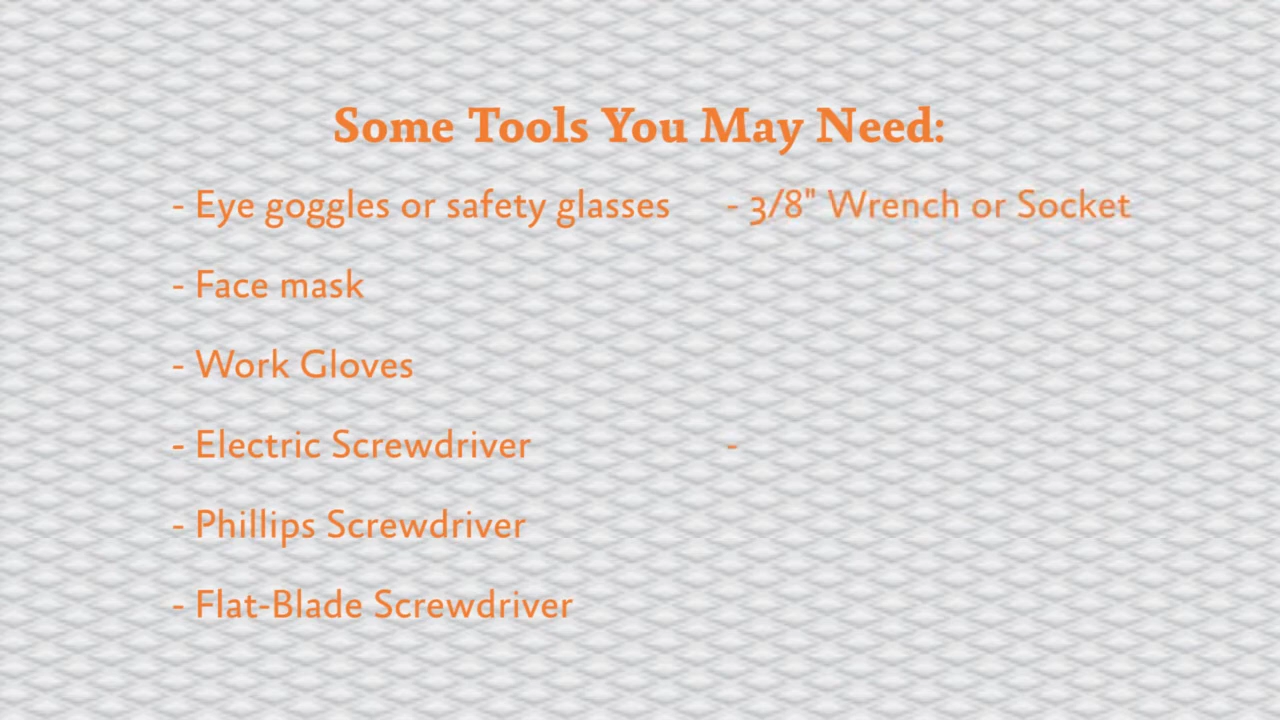 Some Tools You May Need:
- Eye goggles or safety glasses
- Face mask
- Work Gloves
- Electric Screwdriver
- Phillips Screwdriver
- Flat-Blade Screwdriver
- 3/8" Wrench or Socket
-